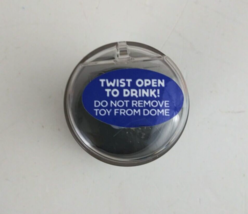 TWIST OPEN
TO DRINK!
DO NOT REMOVE
TOY FROM DOME